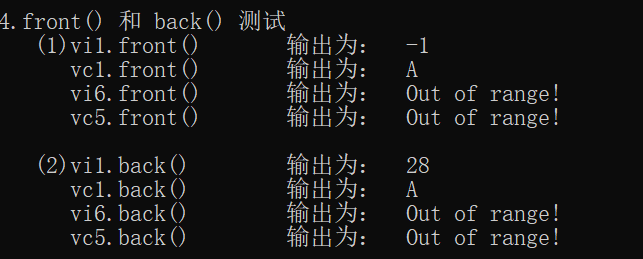 4.front() 和 back() 测试
(1)vi1.front() 输出为: -1
vc1.front() 输出为: A
vi6.front() 输出为: Out of range!
vc5.front() 输出为: Out of range!
(2)vi1.back() 输出为: 28
vc1.back() 输出为: A
vi6.back() 输出为: Out of range!
vc5.back() 输出为: Out of range!